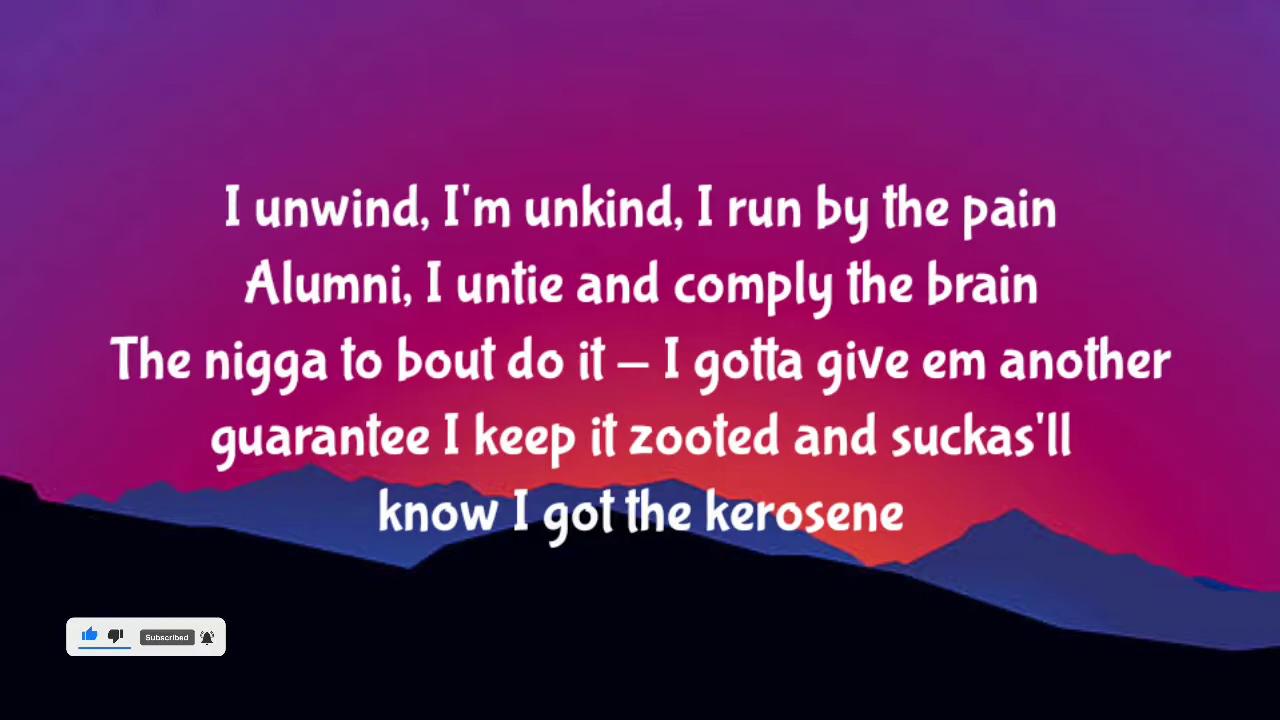 I unwind, I'm unkind, I run by the pain
Alumni, I untie and comply the brain
The nigga to bout do it – I gotta give em another
guarantee I keep it zooted and suckas'll
know I got the kerosene
Subscribed